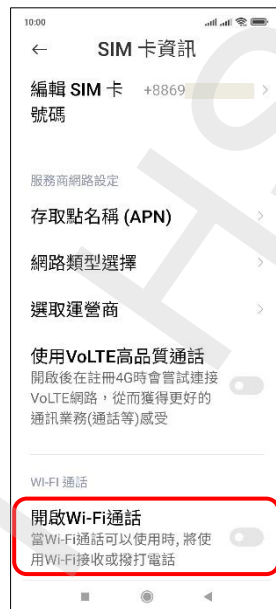 10:00
SIM 卡資訊
編輯 SIM 卡 +8869
號碼
服務商網路設定
存取點名稱 (APN)
網路類型選擇
選取運營商
使用VoLTE高品質通話
開啟後在註冊4G時會嘗試連接
VoLTE網路，從而獲得更好的
通訊業務(通話等)感受
WI-FI 通話
開啟Wi-Fi通話
當Wi-Fi通話可以使用時, 將使
用Wi-Fi接收或撥打電話